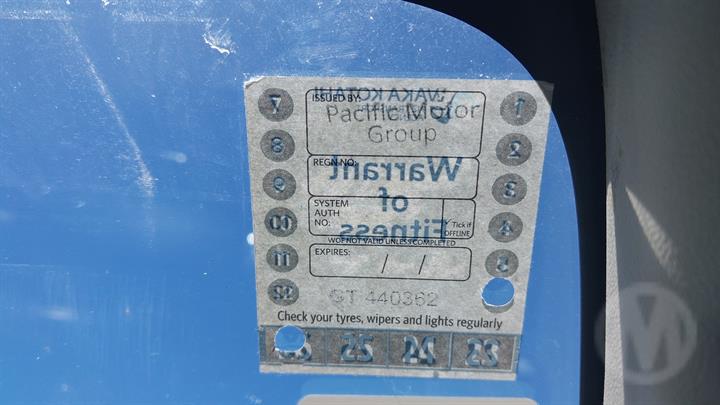 WAKA KOTAHI
ISSUED BY:
Pacific Motor
Group
Warrant
of
Fitness
REGN NO:
SYSTEM
AUTH
NO:
Tick if
OFFLINE
WOF NOT VALID UNLESS COMPLETED
EXPIRES: / /
GT 440362
Check your tyres, wipers and lights regularly
7 1
8 2
9 3
10 4
11 5
12
25 24 23
M